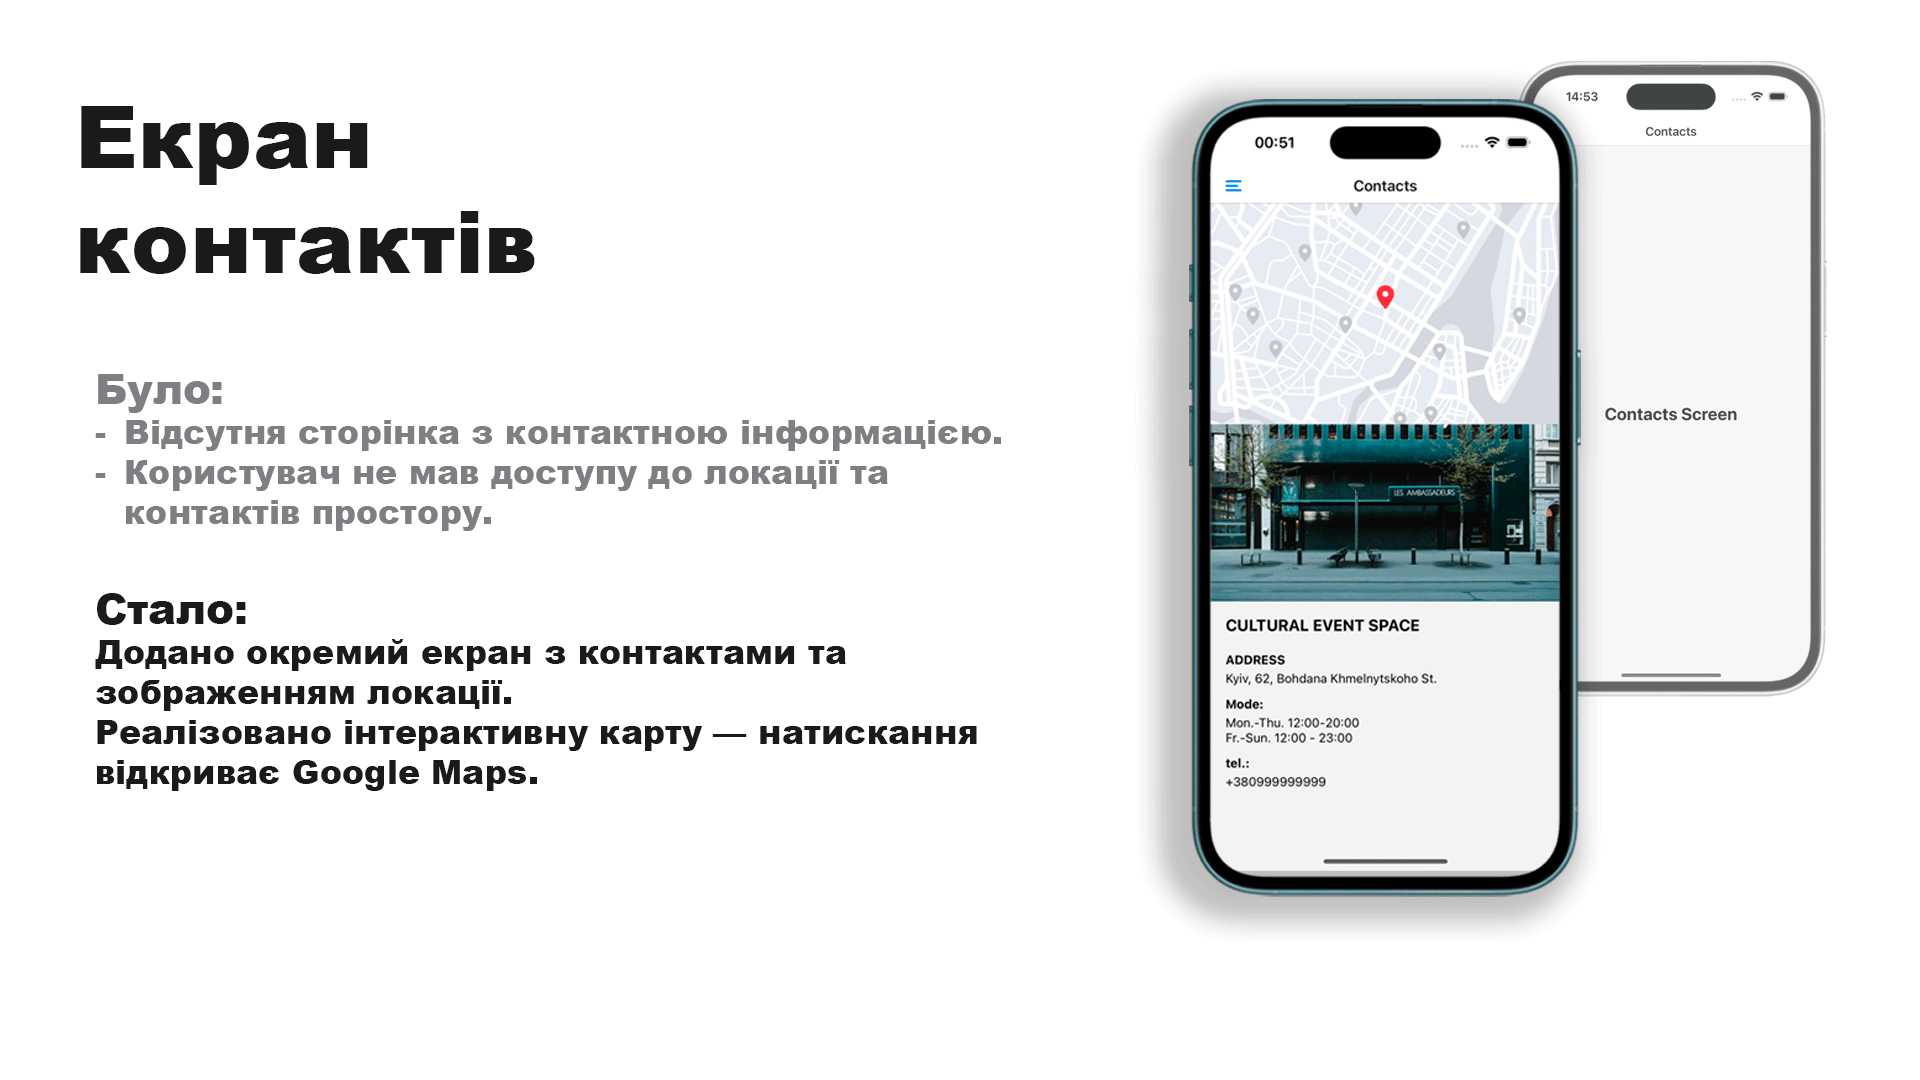 Екран
контактів
Було:
- Відсутня сторінка з контактною інформацією.
- Користувач не мав доступу до локації та
контактів простору.
Стало:
Додано окремий екран з контактами та
зображенням локації.
Реалізовано інтерактивну карту — натискання
відкриває Google Maps.
00:51
Contacts
LES AMBASSADEURS
CULTURAL EVENT SPACE
ADDRESS
Kyiv, 62, Bohdana Khmelnytskoho St.
Mode:
Mon.-Thu. 12:00-20:00
Fr.-Sun. 12:00 - 23:00
tel.:
+380999999999
14:53
Contacts
Contacts Screen